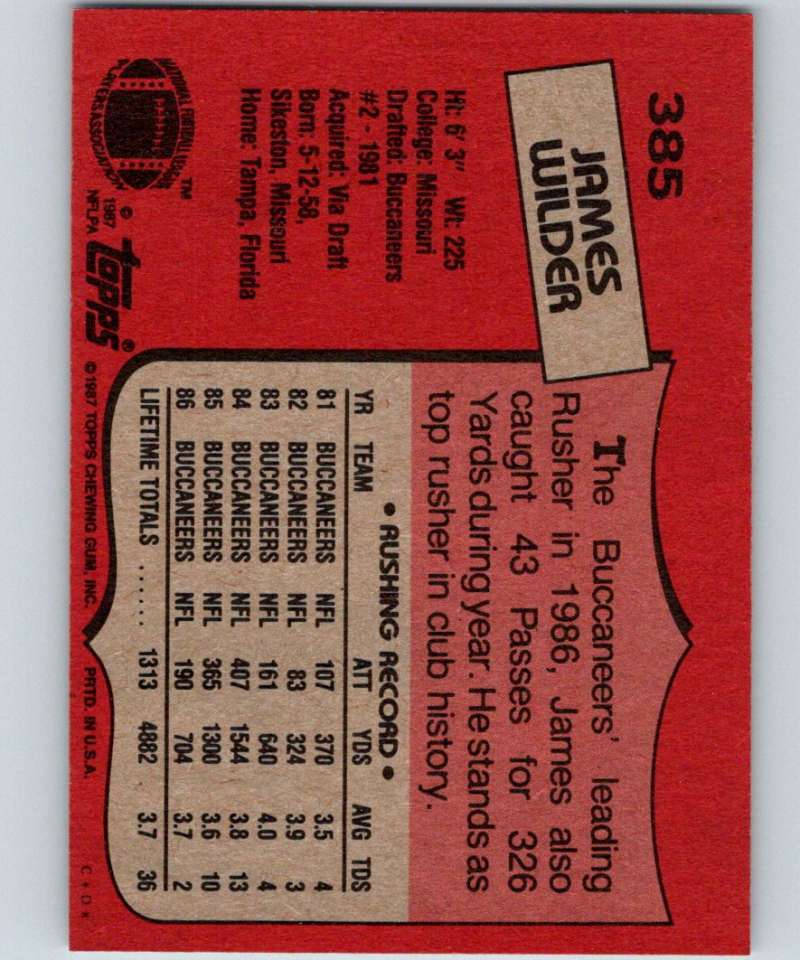 385
JAMES
WILDER
Ht: 6' 3" Wt: 225
College: Missouri
Drafted: Buccaneers
#2 - 1981
Acquired: Via Draft
Born: 5-12-58,
Sikeston, Missouri
Home: Tampa, Florida
NATIONAL FOOTBALL LEAGUE
PLAYERS ASSOCIATION
TM
© 1987
NFLPA
topps®
The Buccaneers' leading
Rusher in 1986, James also
caught 43 Passes for 326
Yards during year. He stands as
top rusher in club history.
• RUSHING RECORD •
YR TEAM ATT YDS AVG TDS
81 BUCCANEERS NFL 107 370 3.5 4
82 BUCCANEERS NFL 83 324 3.9 3
83 BUCCANEERS NFL 161 640 4.0 4
84 BUCCANEERS NFL 407 1544 3.8 13
85 BUCCANEERS NFL 365 1300 3.6 10
86 BUCCANEERS NFL 190 704 3.7 2
LIFETIME TOTALS ...... 1313 4882 3.7 36
© 1987 TOPPS CHEWING GUM, INC. PRTD. IN U.S.A.